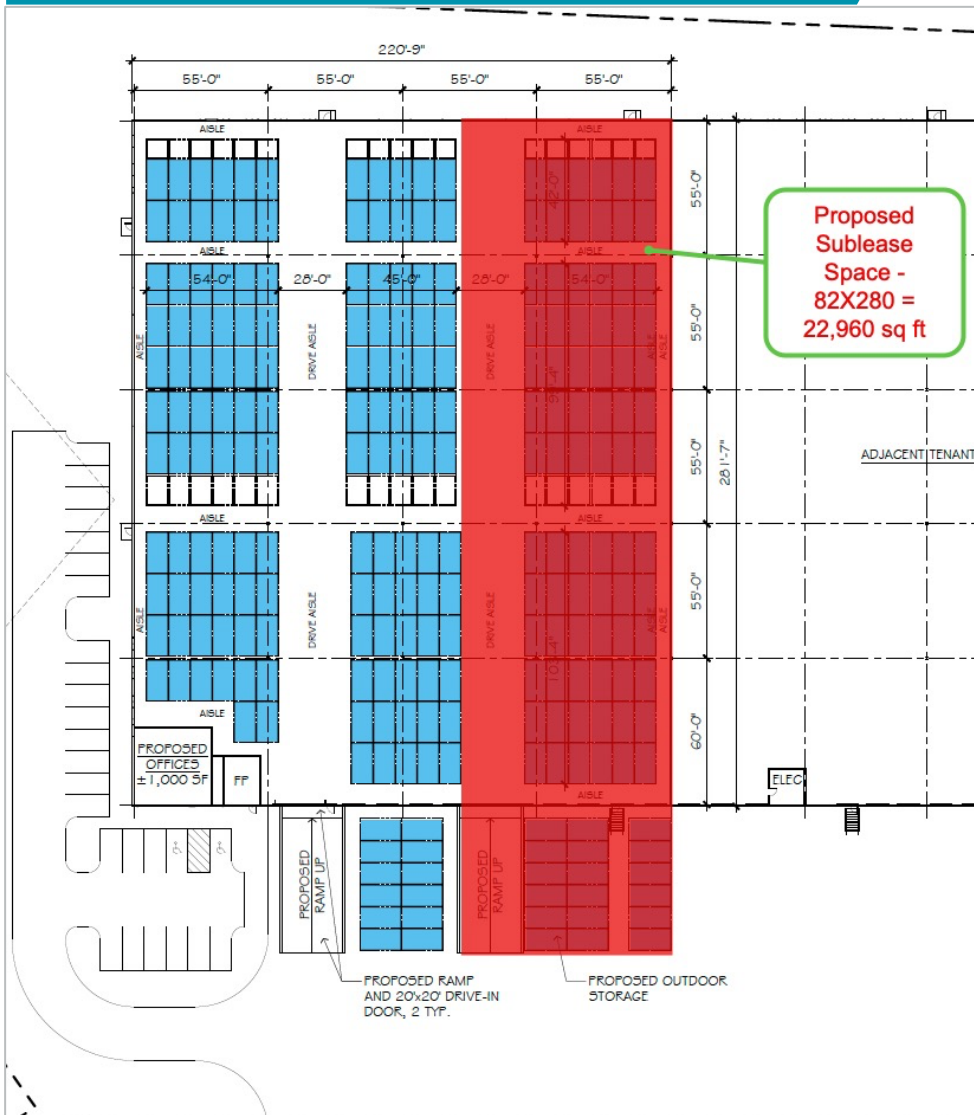 220'-9"
55'-0"
55'-0"
55'-0"
55'-0"
AISLE
AISLE
42'-0"
55'-0"
Proposed
Sublease
Space -
82X280 =
22,960 sq ft
AISLE
AISLE
54'-0"
28'-0"
45'-0"
28'-0"
54'-0"
55'-0"
AISLE
DRIVE AISLE
DRIVE AISLE
AISLE
AISLE
55'-0"
281'-7"
ADJACENT TENANT
AISLE
AISLE
55'-0"
AISLE
DRIVE AISLE
DRIVE AISLE
AISLE
AISLE
60'-0"
AISLE
PROPOSED
OFFICES
±1,000 SF
FP
ELEC
AISLE
PROPOSED
RAMP UP
PROPOSED
RAMP UP
PROPOSED RAMP
AND 20'x20' DRIVE-IN
DOOR, 2 TYP.
PROPOSED OUTDOOR
STORAGE